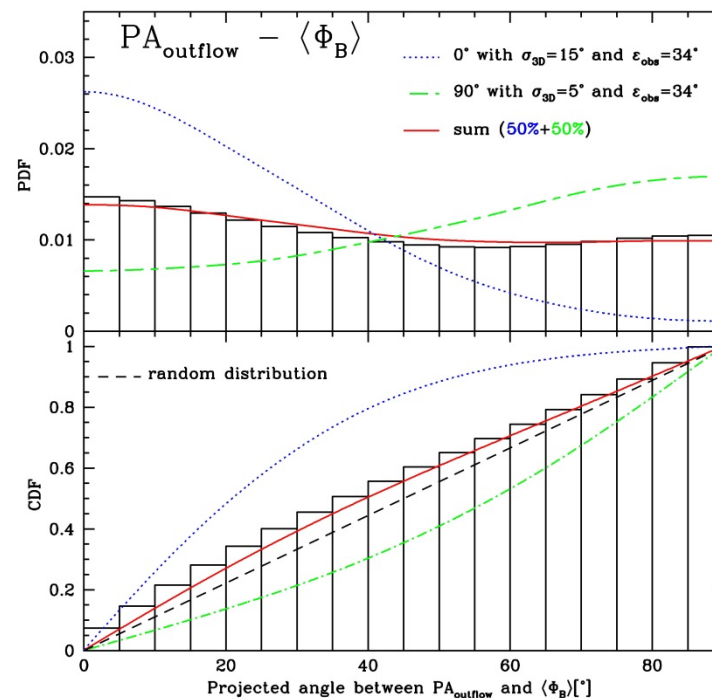 PA_outflow − ⟨Φ_B⟩
0° with σ_3D=15° and ε_obs=34°
90° with σ_3D=5° and ε_obs=34°
sum (50%+50%)
0.03
0.02
0.01
0
PDF
random distribution
1
0.8
0.6
0.4
0.2
0
CDF
0 20 40 60 80
Projected angle between PA_outflow and ⟨Φ_B⟩[°]